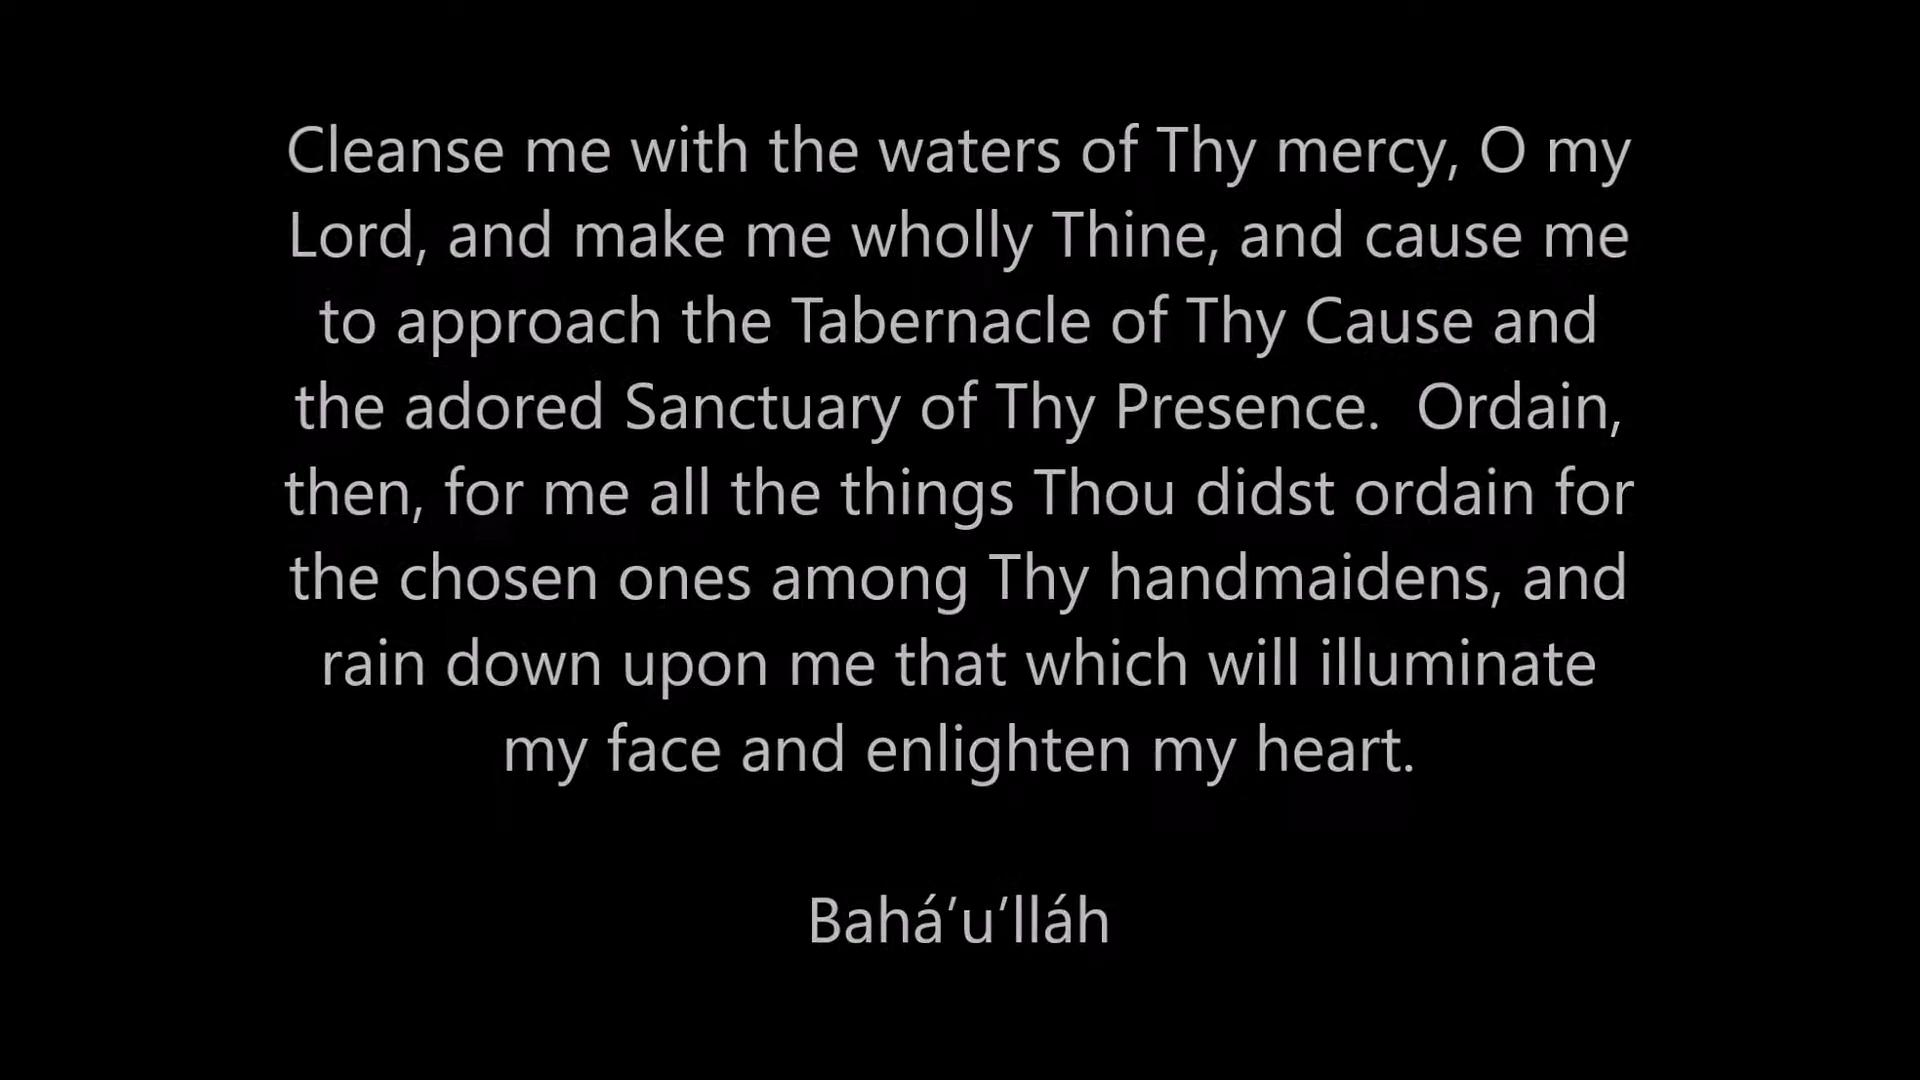 Cleanse me with the waters of Thy mercy, O my
Lord, and make me wholly Thine, and cause me
to approach the Tabernacle of Thy Cause and
the adored Sanctuary of Thy Presence.  Ordain,
then, for me all the things Thou didst ordain for
the chosen ones among Thy handmaidens, and
rain down upon me that which will illuminate
my face and enlighten my heart.
Bahá’u’lláh